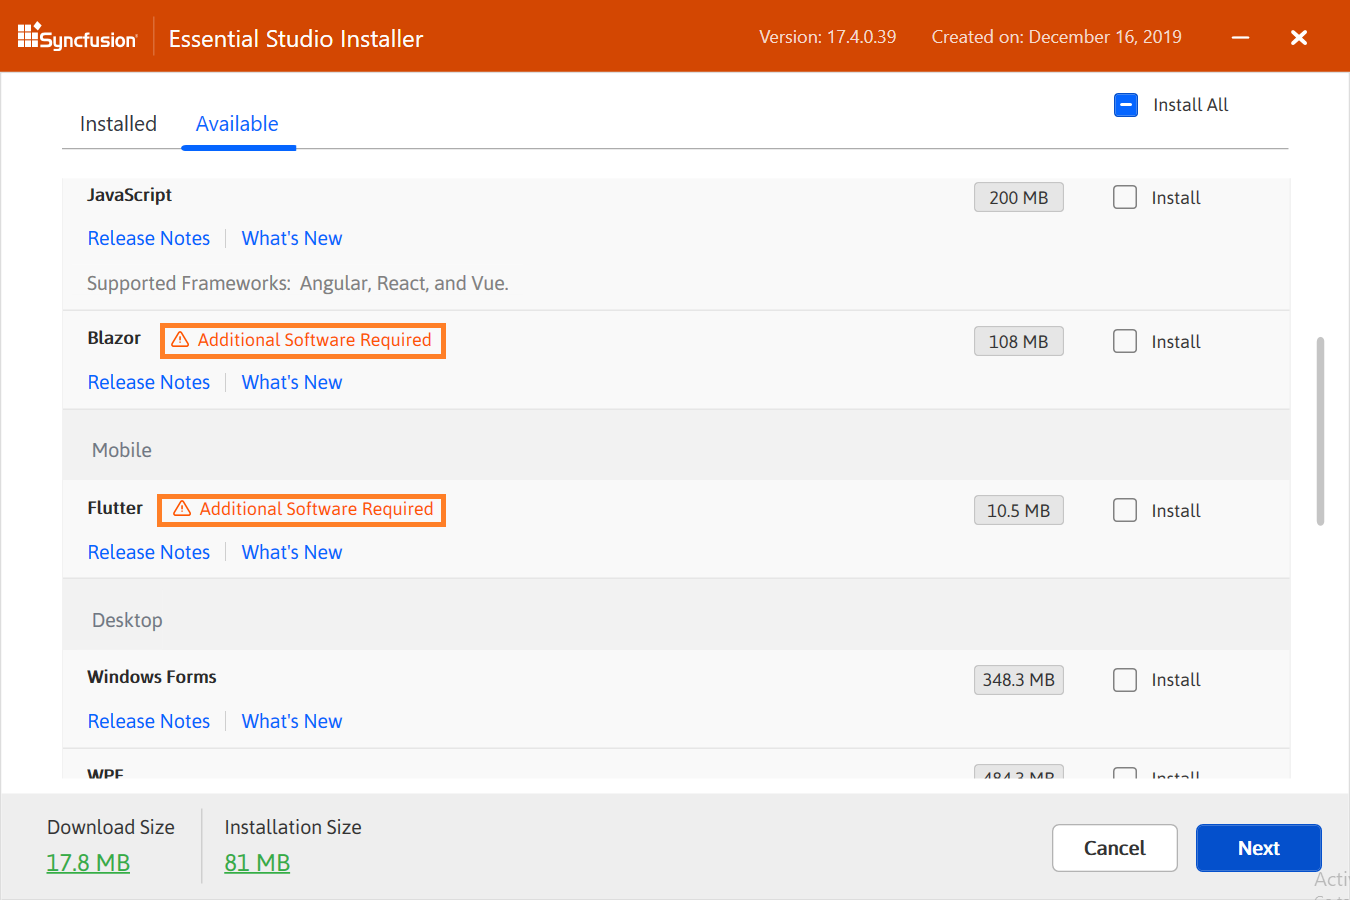 Syncfusion Essential Studio Installer Version: 17.4.0.39 Created on: December 16, 2019
Install All
Installed Available
JavaScript 200 MB Install
Release Notes What's New
Supported Frameworks: Angular, React, and Vue.
Blazor Additional Software Required 108 MB Install
Release Notes What's New
Mobile
Flutter Additional Software Required 10.5 MB Install
Release Notes What's New
Desktop
Windows Forms 348.3 MB Install
Release Notes What's New
WPF 484.3 MB Install
Download Size Installation Size
17.8 MB 81 MB
Cancel Next